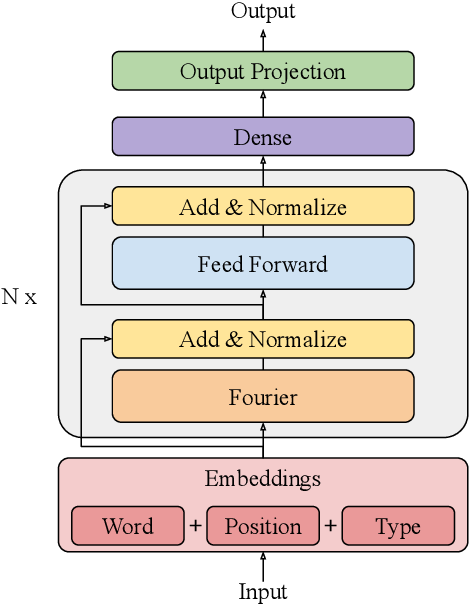 Output
Output Projection
Dense
Add & Normalize
Feed Forward
N x
Add & Normalize
Fourier
Embeddings
Word + Position + Type
Input